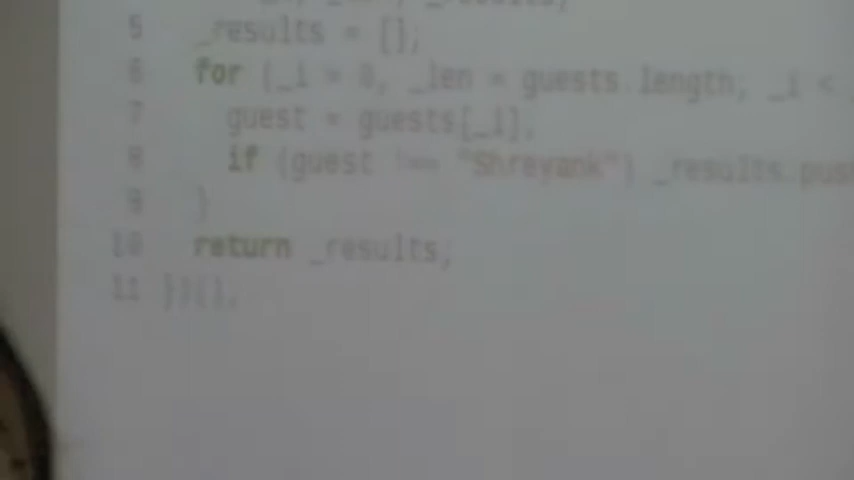 5 _results = [];
6 for (_i = 0, _len = guests.length; _i <
7 guest = guests[_i];
8 if (guest !== "Shreyank") _results.pus
9 }
10 return _results;
11 })();